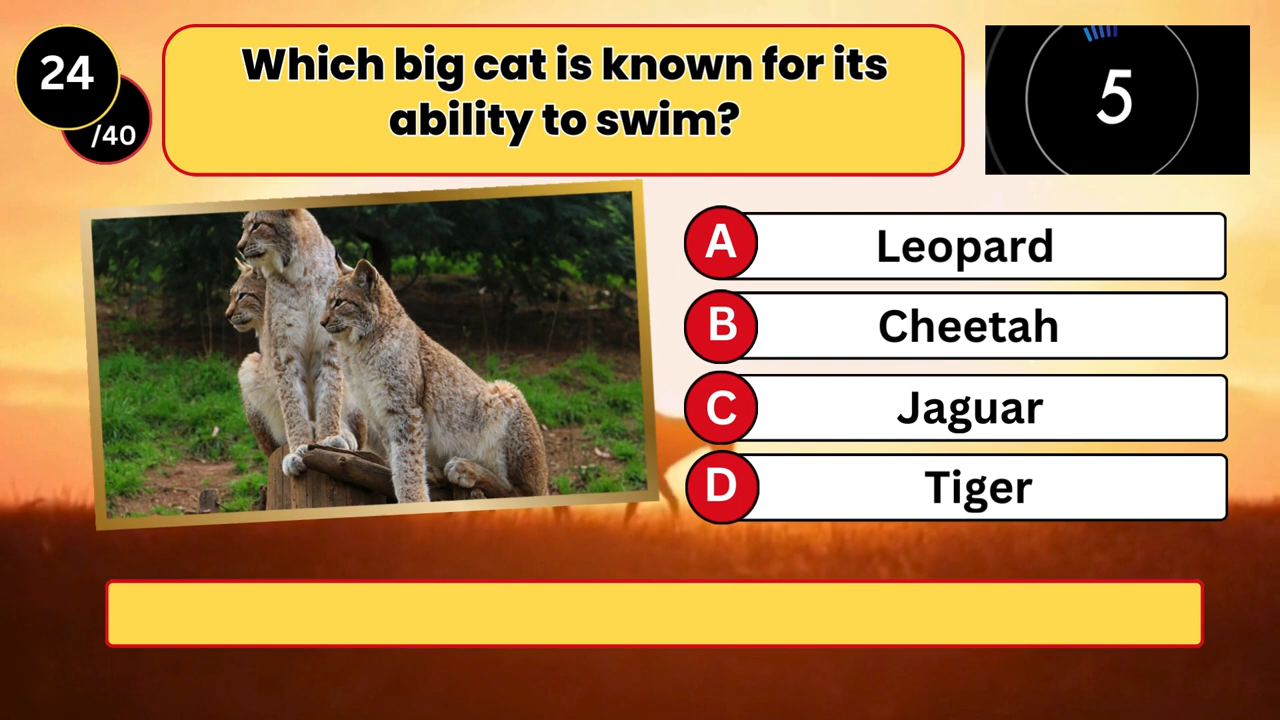 24
/40
Which big cat is known for its
ability to swim?
5
A Leopard
B Cheetah
C Jaguar
D Tiger